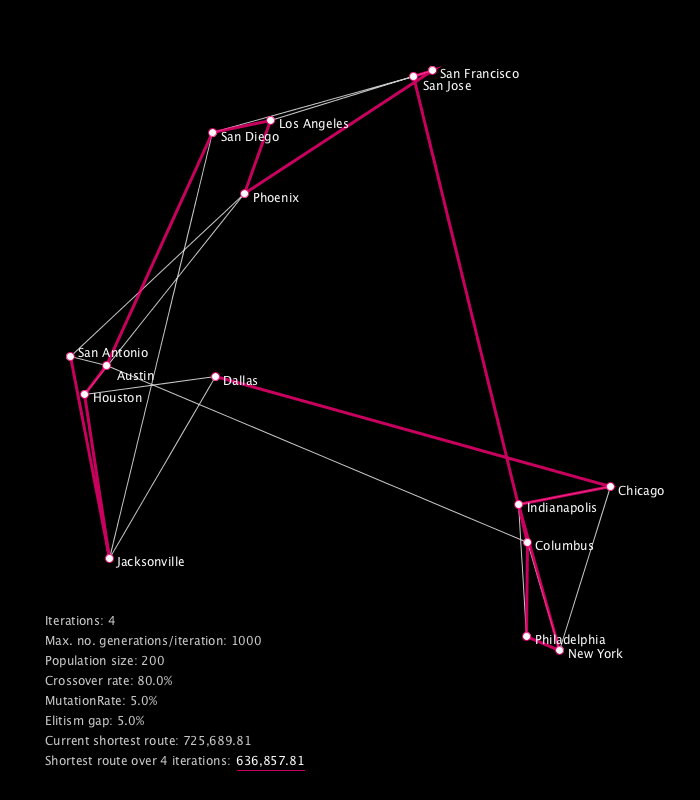 San Francisco
San Jose
Los Angeles
San Diego
Phoenix
San Antonio
Austin
Dallas
Houston
Chicago
Indianapolis
Columbus
Jacksonville
Philadelphia
New York
Iterations: 4
Max. no. generations/iteration: 1000
Population size: 200
Crossover rate: 80.0%
MutationRate: 5.0%
Elitism gap: 5.0%
Current shortest route: 725,689.81
Shortest route over 4 iterations: 636,857.81